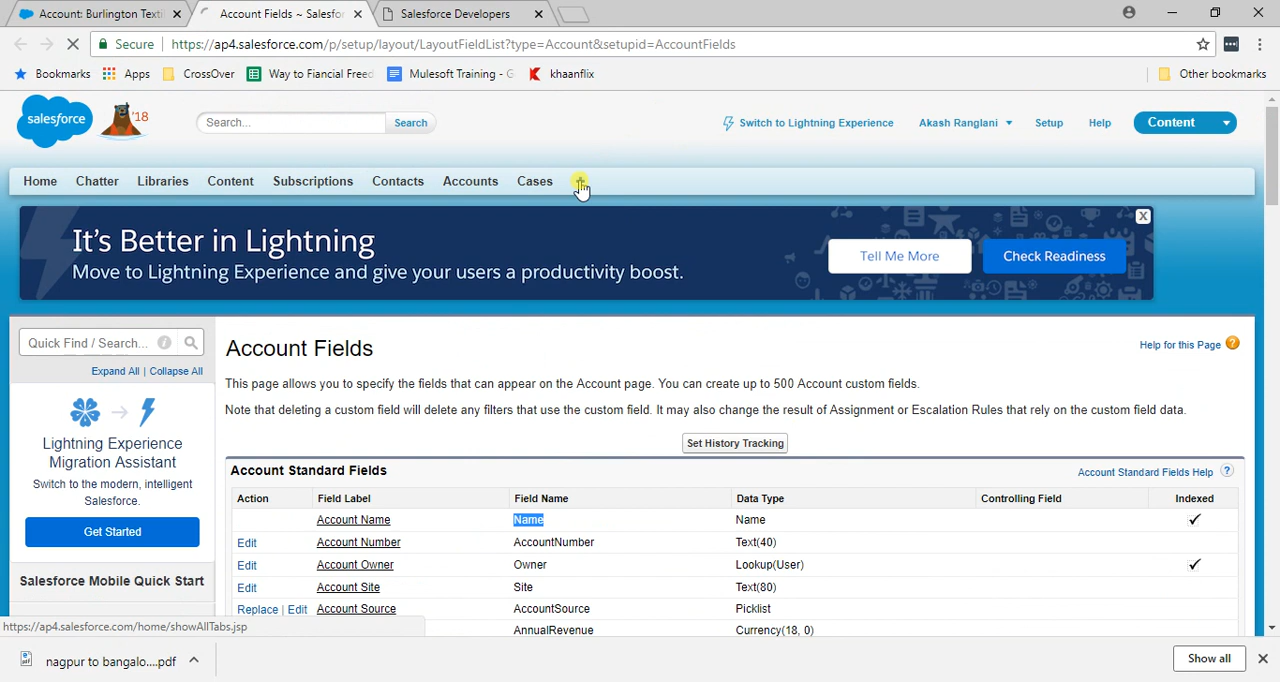 Account: Burlington Texti
Account Fields ~ Salesfor
Salesforce Developers
Secure
https://ap4.salesforce.com/p/setup/layout/LayoutFieldList?type=Account&setupid=AccountFields
Bookmarks Apps CrossOver Way to Fiancial Freed Mulesoft Training - G khaanflix Other bookmarks
salesforce '18 Search... Search Switch to Lightning Experience Akash Ranglani Setup Help Content
Home Chatter Libraries Content Subscriptions Contacts Accounts Cases +
It's Better in Lightning
Move to Lightning Experience and give your users a productivity boost.
Tell Me More Check Readiness X
Quick Find / Search... i
Expand All | Collapse All
Lightning Experience
Migration Assistant
Switch to the modern, intelligent
Salesforce.
Get Started
Salesforce Mobile Quick Start
Account Fields
Help for this Page ?
This page allows you to specify the fields that can appear on the Account page. You can create up to 500 Account custom fields.
Note that deleting a custom field will delete any filters that use the custom field. It may also change the result of Assignment or Escalation Rules that rely on the custom field data.
Set History Tracking
Account Standard Fields Account Standard Fields Help ?
Action Field Label Field Name Data Type Controlling Field Indexed
Account Name Name Name
Edit Account Number AccountNumber Text(40)
Edit Account Owner Owner Lookup(User)
Edit Account Site Site Text(80)
Replace | Edit Account Source AccountSource Picklist
AnnualRevenue Currency(18, 0)
https://ap4.salesforce.com/home/showAllTabs.jsp
nagpur to bangalo....pdf Show all